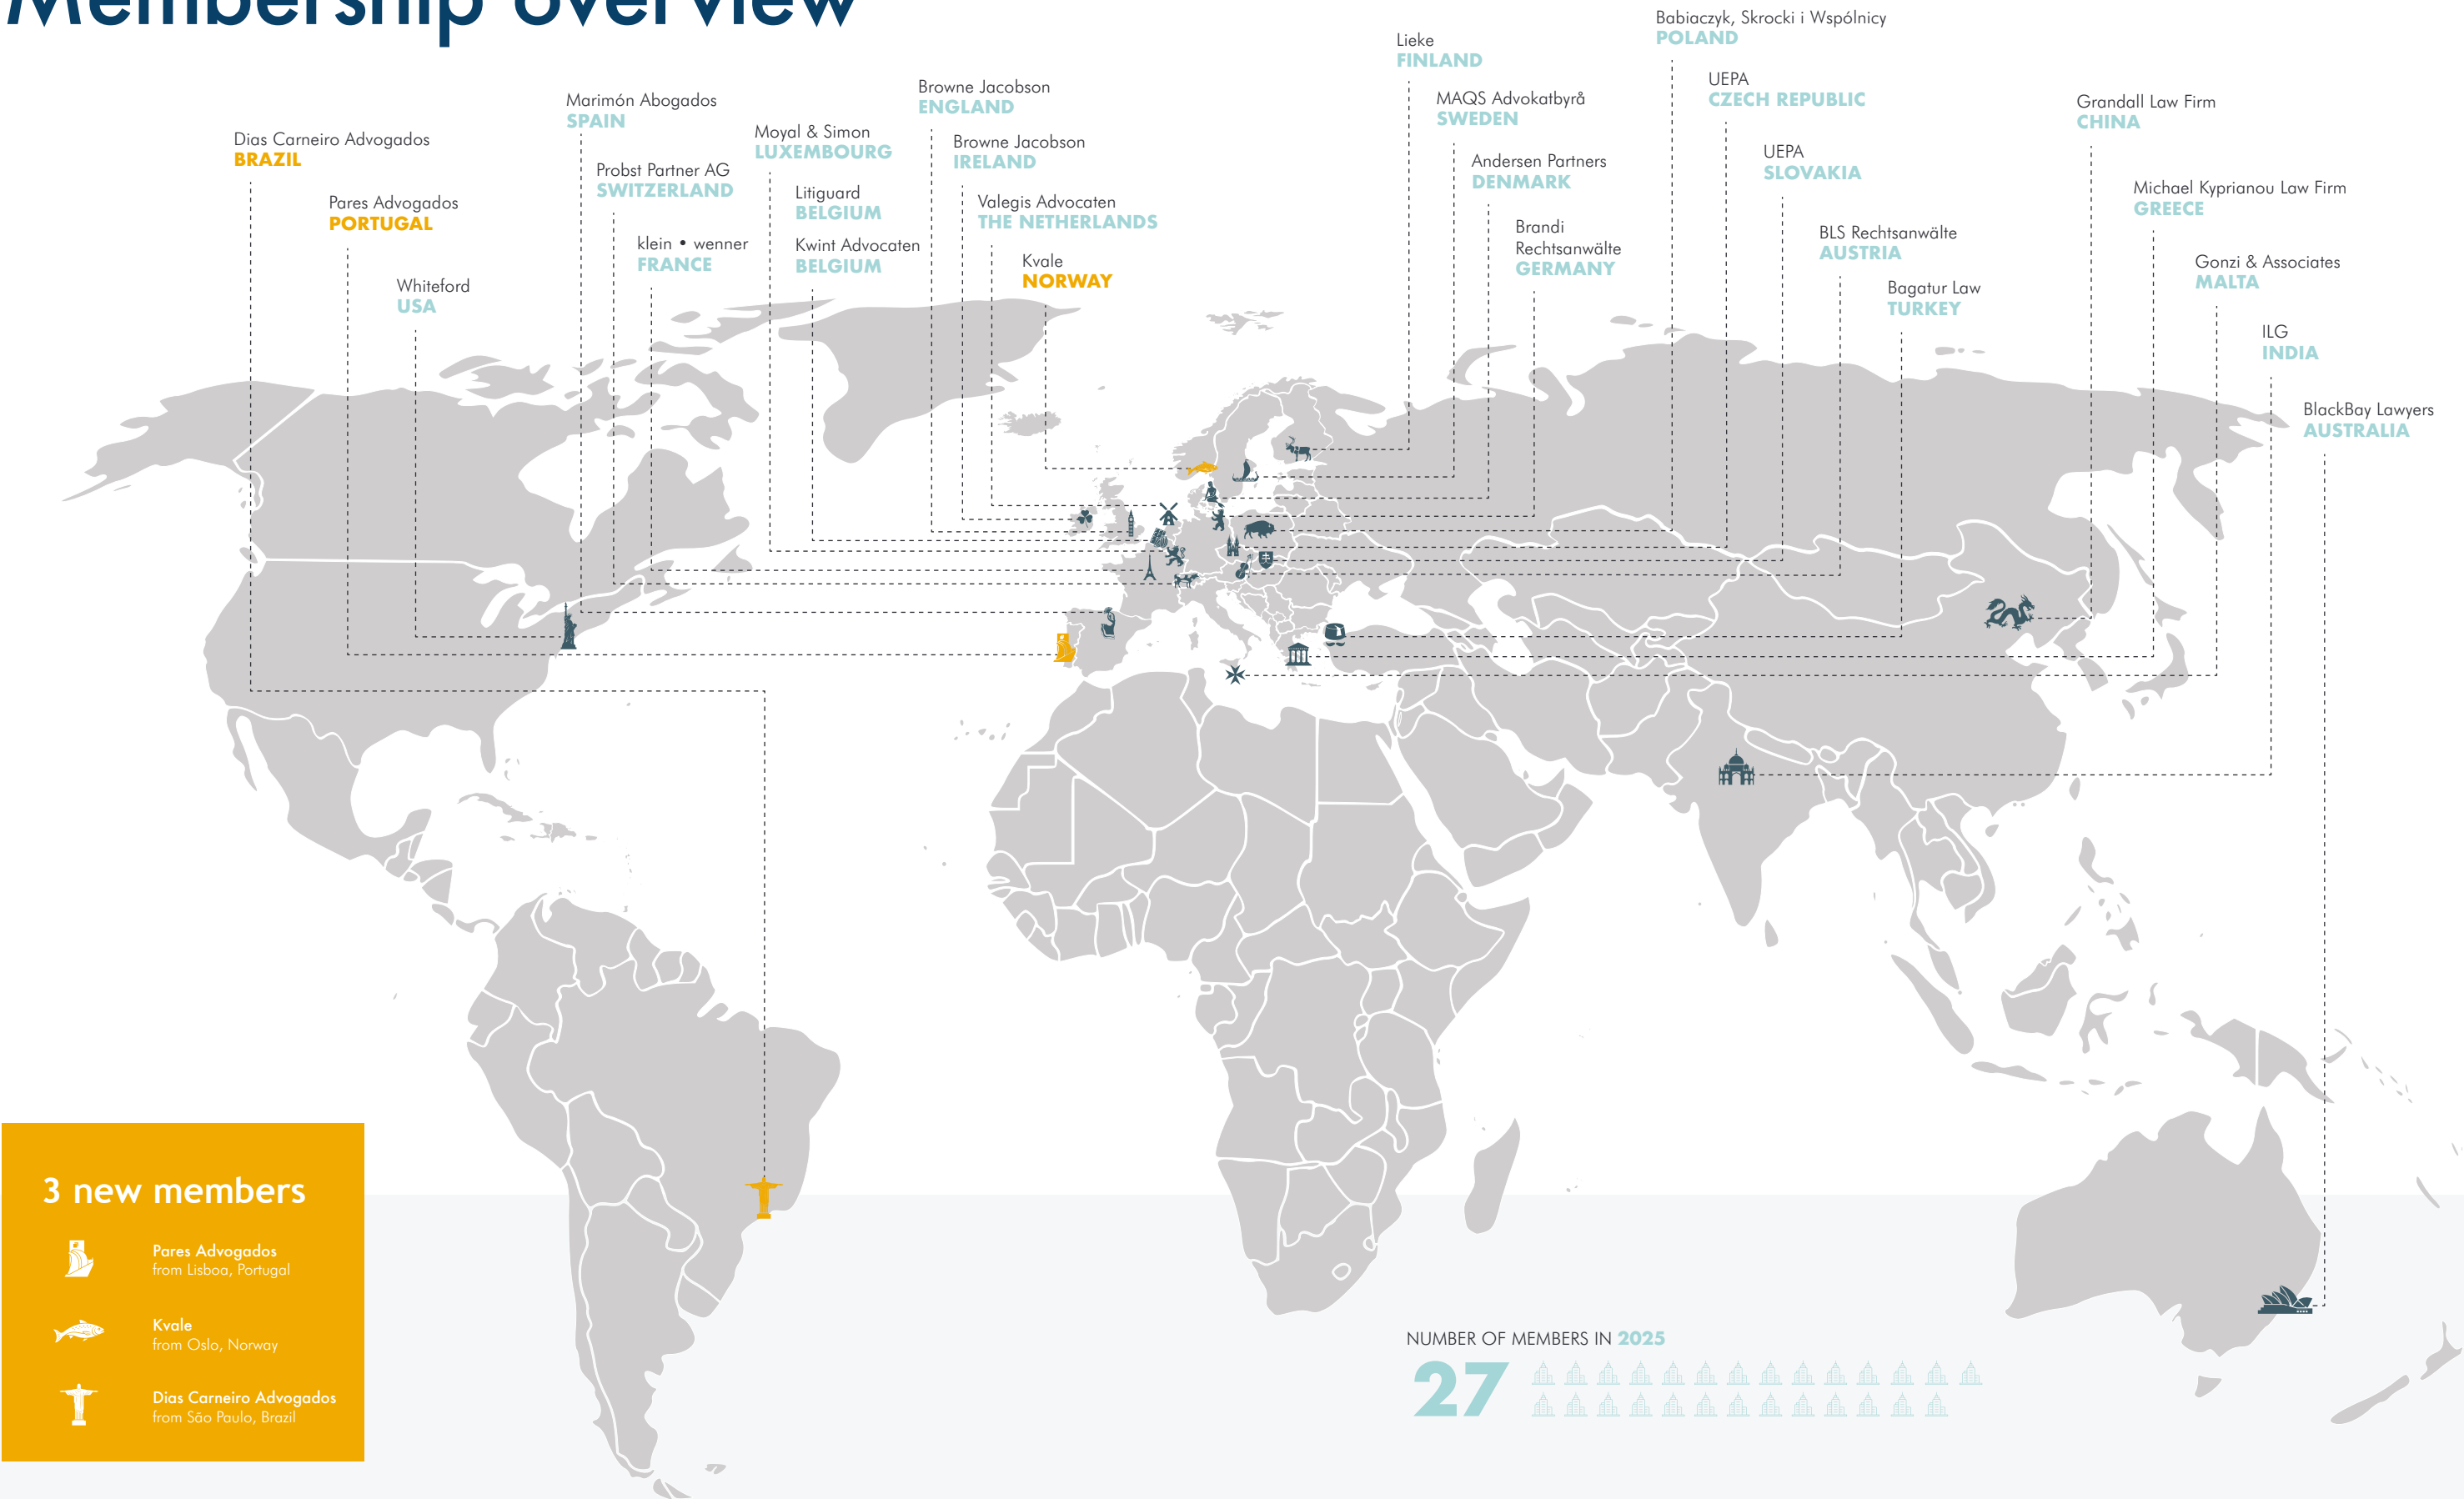 Membership overview
Dias Carneiro Advogados
BRAZIL
Pares Advogados
PORTUGAL
Whiteford
USA
Marimón Abogados
SPAIN
Probst Partner AG
SWITZERLAND
klein • wenner
FRANCE
Moyal & Simon
LUXEMBOURG
Litiguard
BELGIUM
Kwint Advocaten
BELGIUM
Browne Jacobson
ENGLAND
Browne Jacobson
IRELAND
Valegis Advocaten
THE NETHERLANDS
Kvale
NORWAY
Lieke
FINLAND
MAQS Advokatbyrå
SWEDEN
Andersen Partners
DENMARK
Brandi
Rechtsanwälte
GERMANY
Babiaczyk, Skrocki i Wspólnicy
POLAND
UEPA
CZECH REPUBLIC
UEPA
SLOVAKIA
BLS Rechtsanwälte
AUSTRIA
Bagatur Law
TURKEY
Grandall Law Firm
CHINA
Michael Kyprianou Law Firm
GREECE
Gonzi & Associates
MALTA
ILG
INDIA
BlackBay Lawyers
AUSTRALIA
3 new members
Pares Advogados
from Lisboa, Portugal
Kvale
from Oslo, Norway
Dias Carneiro Advogados
from São Paulo, Brazil
NUMBER OF MEMBERS IN 2025
27